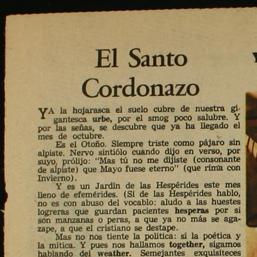 El Santo
Cordonazo
YA la hojarasca el suelo cubre de nuestra gi-
gantesca urbe, por el smog poco salubre. Y
por las señas, se descubre que ya ha llegado el
mes de octubre.
Es el Otoño. Siempre triste como pájaro sin
alpiste. Nervo sintiólo cuando dijo en verso, por
suyo, prólijo: "Mas tú no me dijiste (consonante
de alpiste) que Mayo fuese eterno" (que rima con
Invierno).
Y es un Jardín de las Hespérides este mes
lleno de efemérides. (Si de las Hespérides hablo,
no es con abuso del vocablo: aludo a las huestes
logreras que guardan pacientes hesperas por si
son manzanas o peras, a que ya no más se aga-
zape, a que el cristiano se destape.
Mas no nos tiente la política: sí la poética y
la mítica. Y pues nos hallamos together, sigamos
hablando del weather. Semejantes exquisiteces